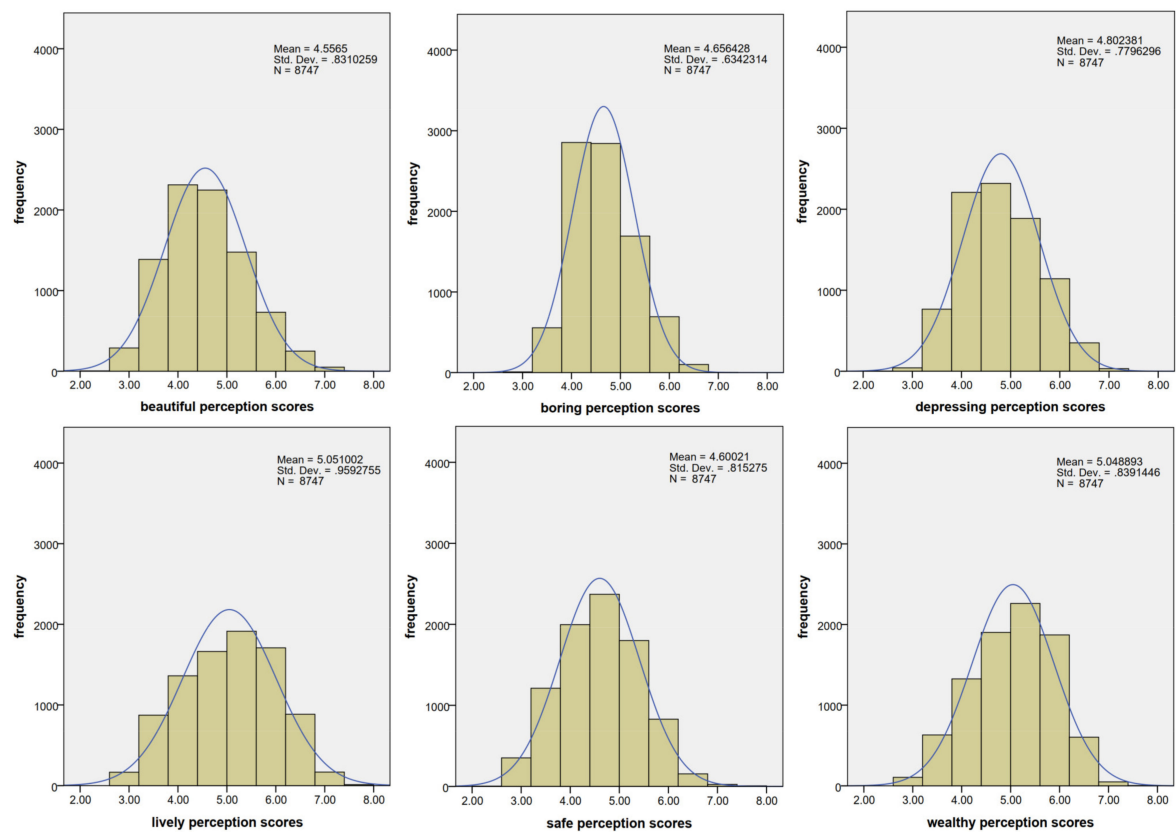 4000
3000
2000
1000
0
frequency
Mean = 4.5565
Std. Dev. = .8310259
N = 8747
2.00 3.00 4.00 5.00 6.00 7.00 8.00
beautiful perception scores
4000
3000
2000
1000
0
frequency
Mean = 4.656428
Std. Dev. = .6342314
N = 8747
2.00 3.00 4.00 5.00 6.00 7.00 8.00
boring perception scores
4000
3000
2000
1000
0
frequency
Mean = 4.802381
Std. Dev. = .7796296
N = 8747
2.00 3.00 4.00 5.00 6.00 7.00 8.00
depressing perception scores
4000
3000
2000
1000
0
frequency
Mean = 5.051002
Std. Dev. = .9592755
N = 8747
2.00 3.00 4.00 5.00 6.00 7.00 8.00
lively perception scores
4000
3000
2000
1000
0
frequency
Mean = 4.60021
Std. Dev. = .815275
N = 8747
2.00 3.00 4.00 5.00 6.00 7.00 8.00
safe perception scores
4000
3000
2000
1000
0
frequency
Mean = 5.048893
Std. Dev. = .8391446
N = 8747
2.00 3.00 4.00 5.00 6.00 7.00 8.00
wealthy perception scores